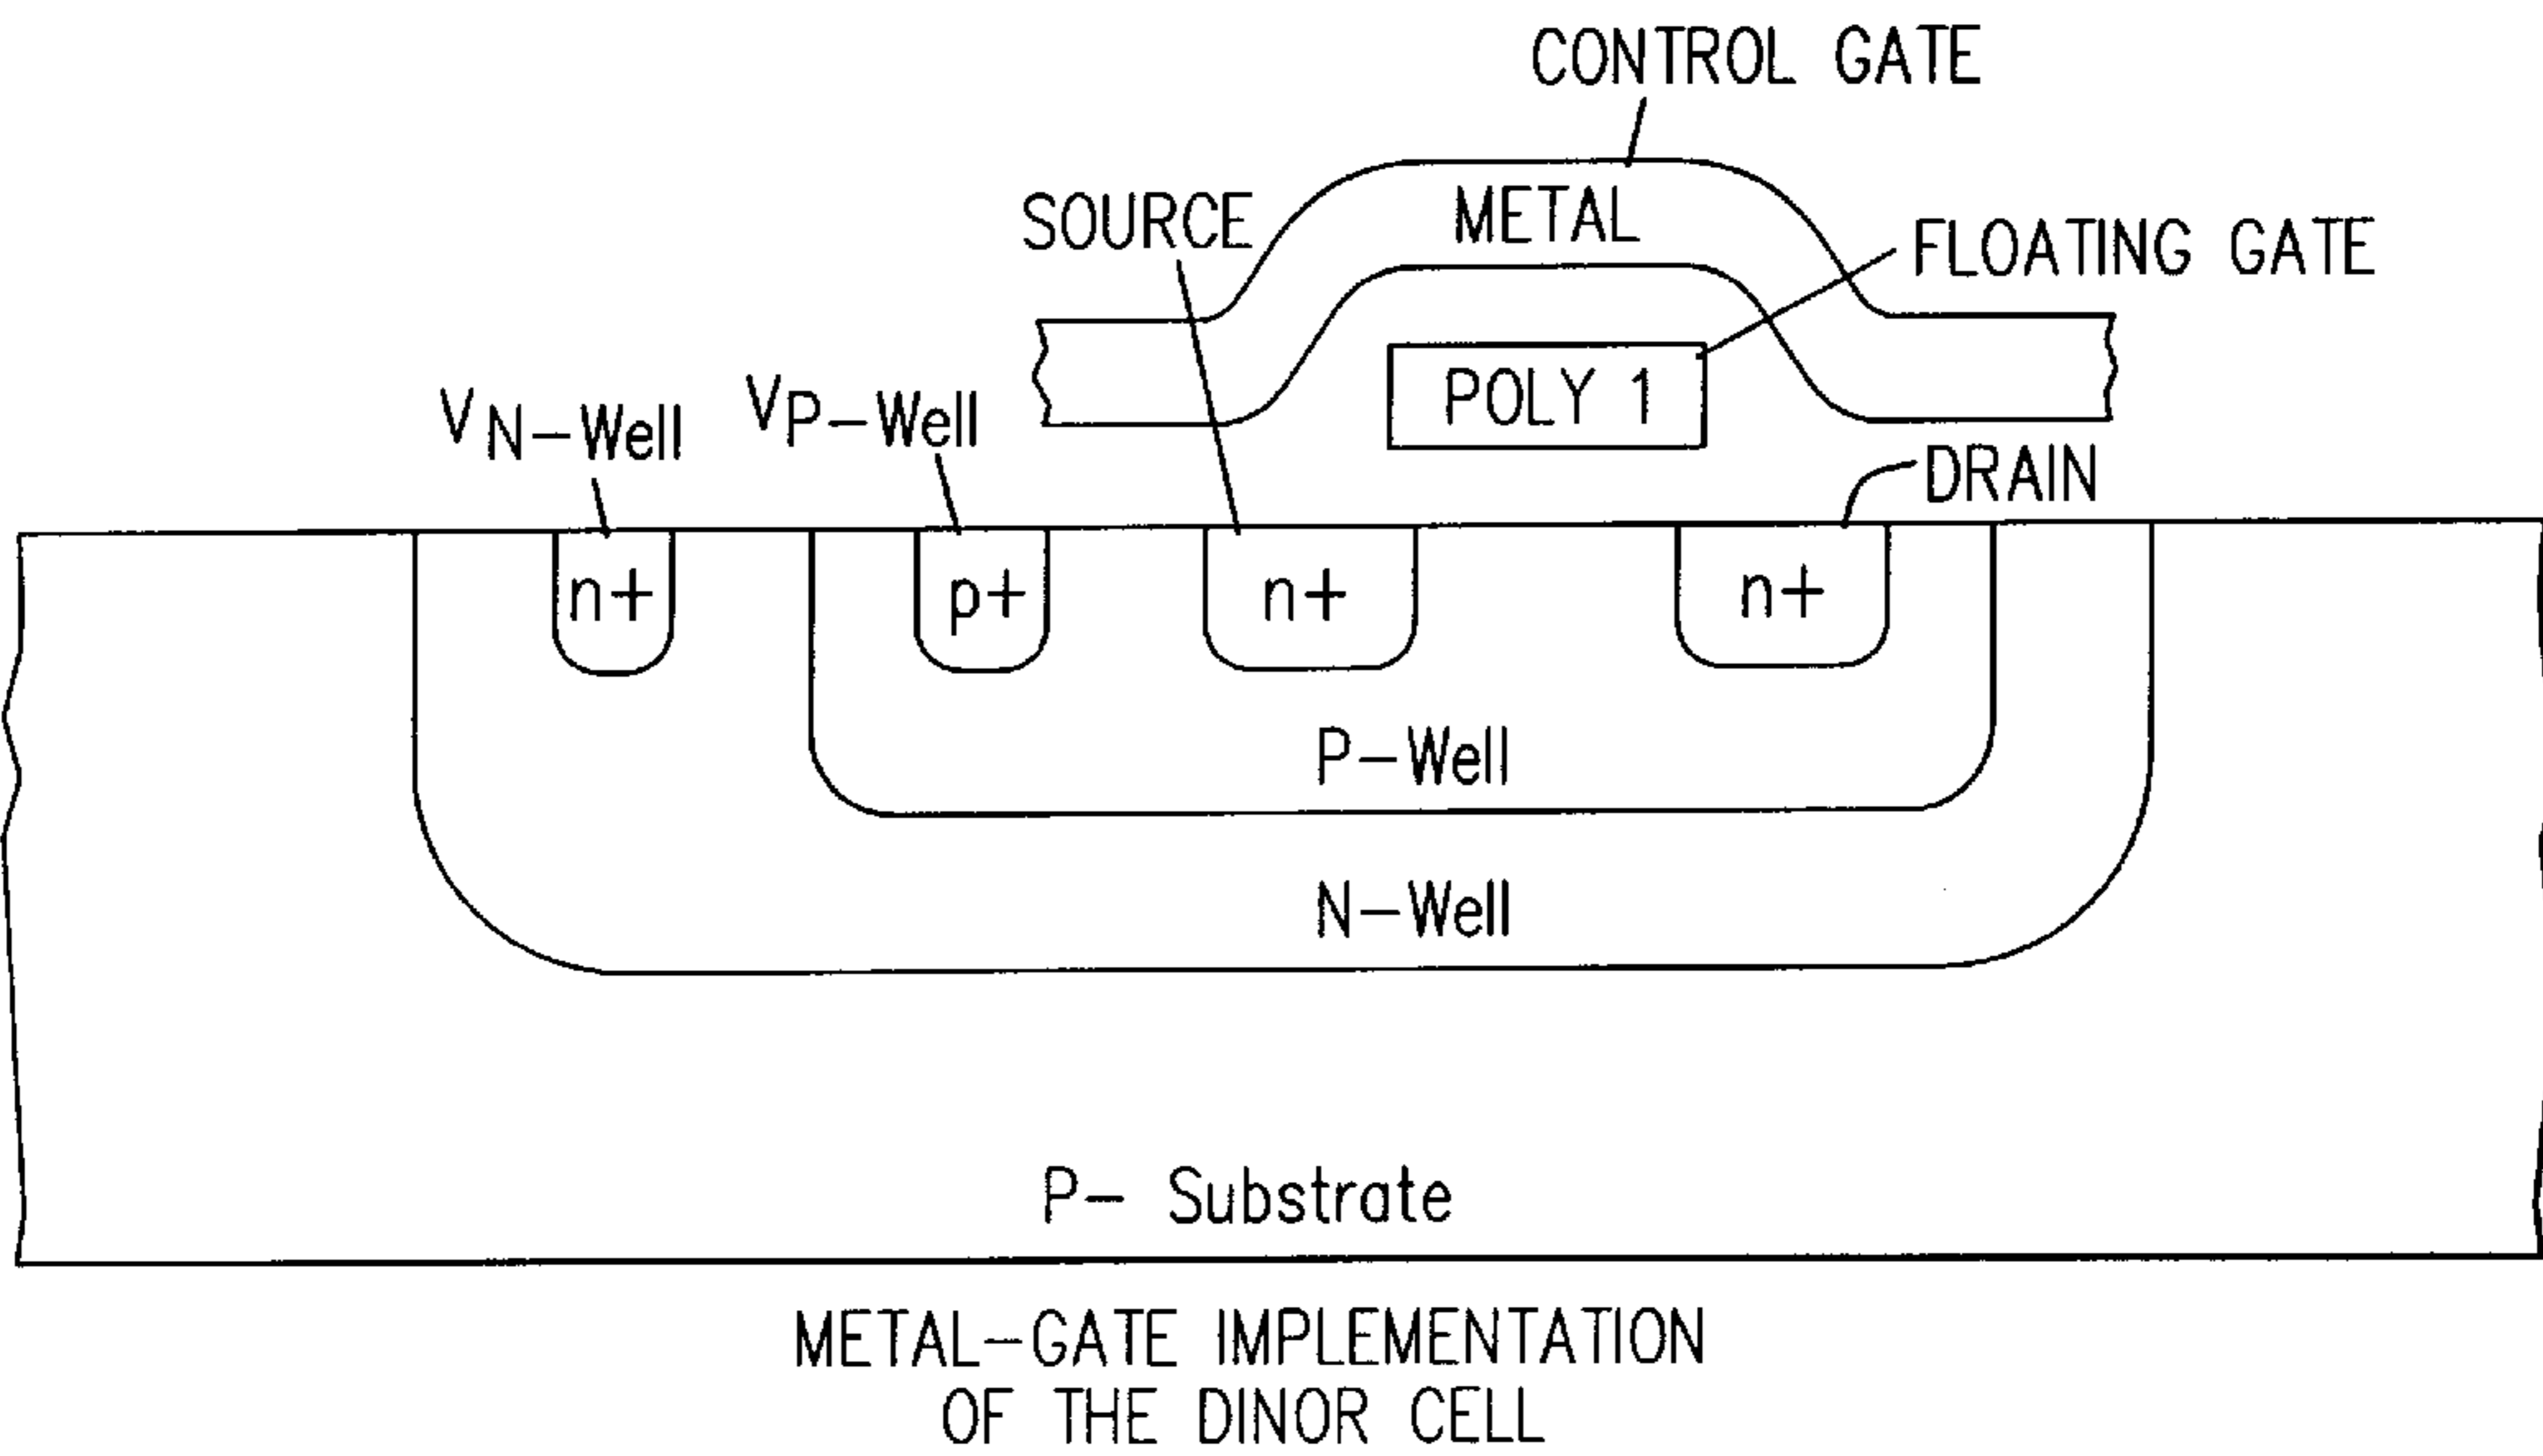 CONTROL GATE
METAL
SOURCE
FLOATING GATE
POLY 1
VN-Well
VP-Well
DRAIN
n+
p+
n+
n+
P-Well
N-Well
P- Substrate
METAL-GATE IMPLEMENTATION
OF THE DINOR CELL